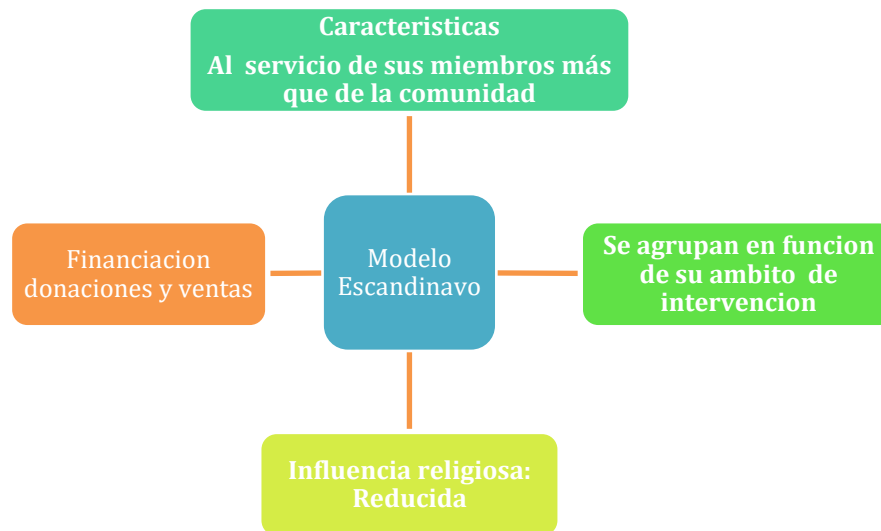 Caracteristicas
Al servicio de sus miembros más
que de la comunidad
Financiacion
donaciones y ventas
Modelo
Escandinavo
Se agrupan en funcion
de su ambito de
intervencion
Influencia religiosa:
Reducida